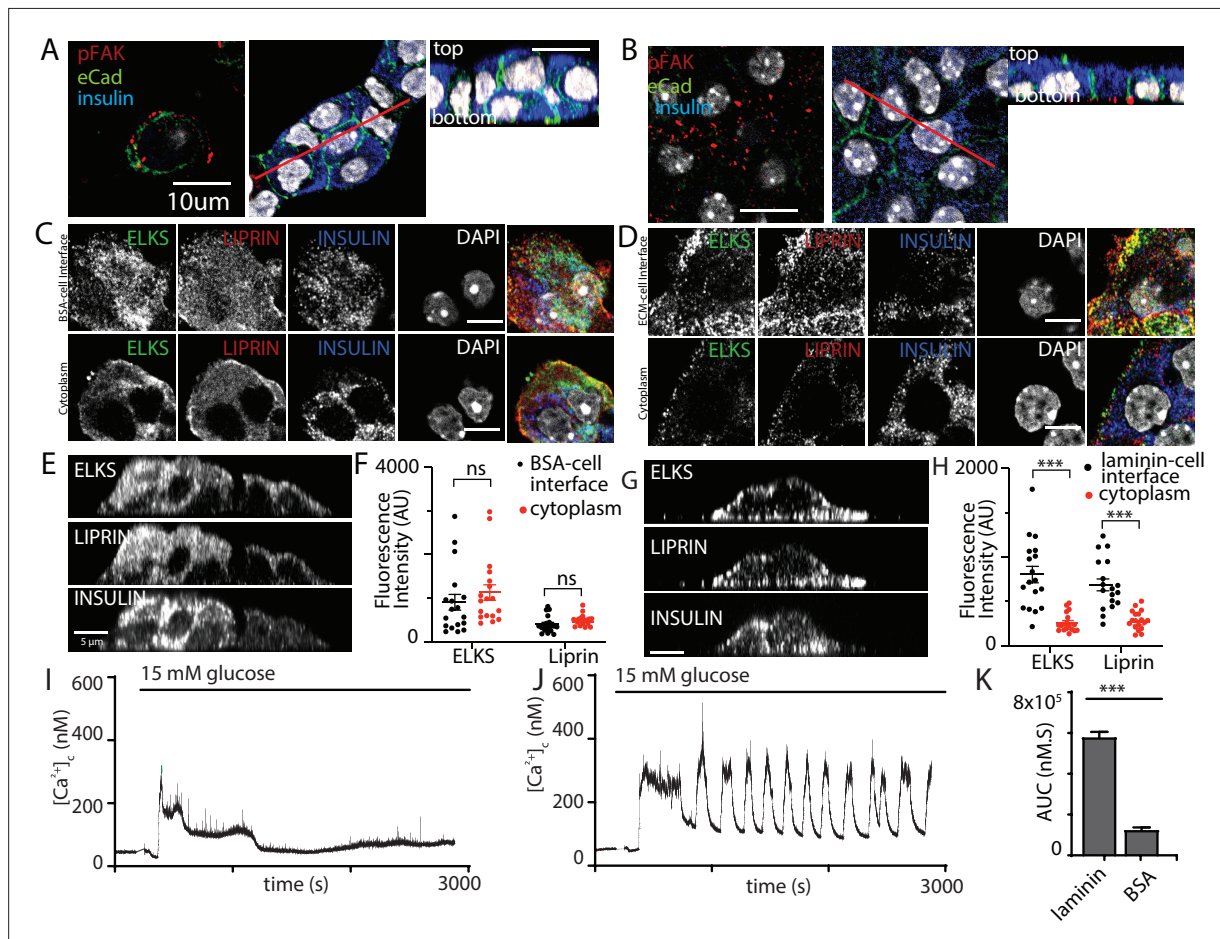 A
pFAK
eCad
insulin
10um
top
bottom
B
pFAK
eCad
insulin
top
bottom
C
BSA-cell Interface
ELKS
LIPRIN
INSULIN
DAPI
Cytoplasm
ELKS
LIPRIN
INSULIN
DAPI
D
ECM-cell Interface
ELKS
LIPRIN
INSULIN
DAPI
Cytoplasm
ELKS
LIPRIN
INSULIN
DAPI
E
ELKS
LIPRIN
INSULIN
5 µm
F
4000
0
Fluorescence
Intensity (AU)
ns
ns
BSA-cell
interface
cytoplasm
ELKS
Liprin
G
ELKS
LIPRIN
INSULIN
H
2000
0
Fluorescence
Intensity (AU)
***
***
laminin-cell
interface
cytoplasm
ELKS
Liprin
I
15 mM glucose
600
400
200
0
[Ca²⁺]c (nM)
time (s)
3000
J
15 mM glucose
600
400
200
0
[Ca²⁺]c (nM)
time (s)
3000
K
8x10⁵
0
AUC (nM.S)
***
laminin
BSA